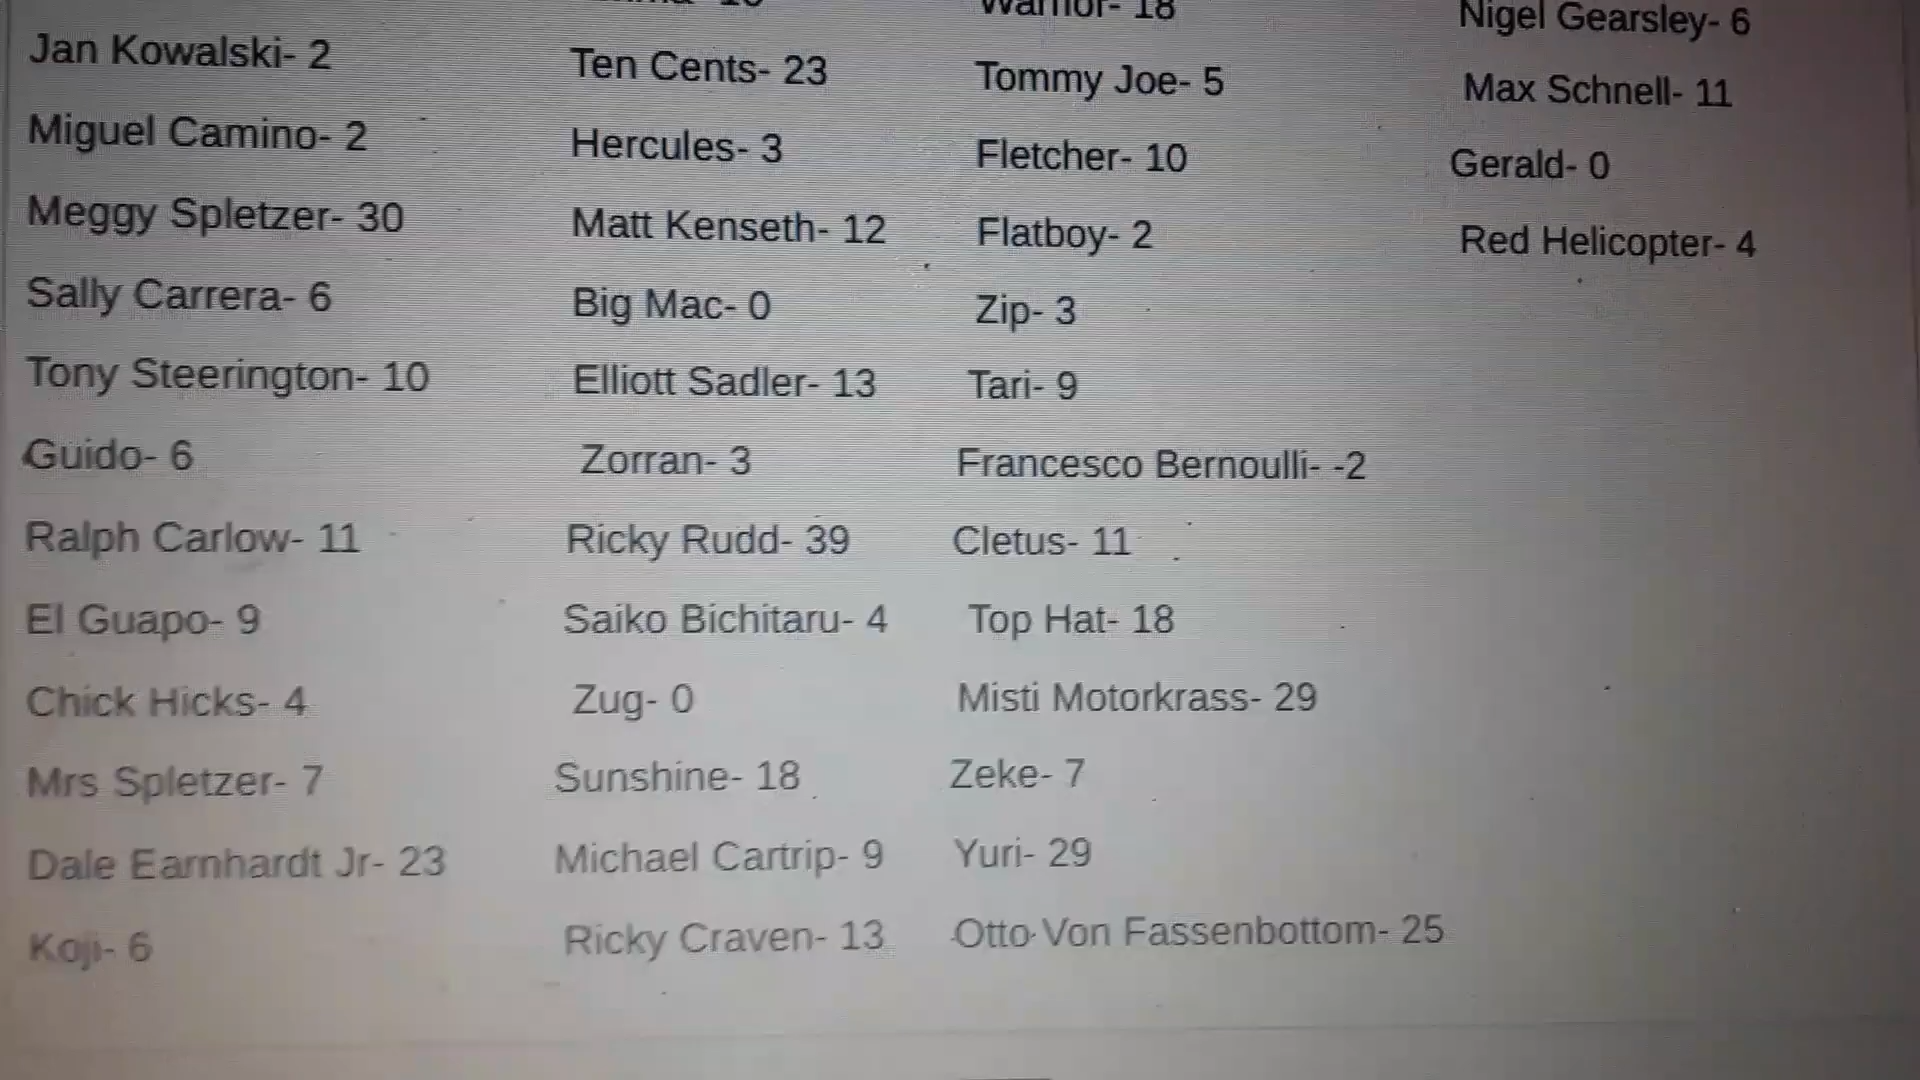 Jan Kowalski- 2
Miguel Camino- 2
Meggy Spletzer- 30
Sally Carrera- 6
Tony Steerington- 10
Guido- 6
Ralph Carlow- 11
El Guapo- 9
Chick Hicks- 4
Mrs Spletzer- 7
Dale Earnhardt Jr- 23
Koji- 6
Ten Cents- 23
Hercules- 3
Matt Kenseth- 12
Big Mac- 0
Elliott Sadler- 13
Zorran- 3
Ricky Rudd- 39
Saiko Bichitaru- 4
Zug- 0
Sunshine- 18
Michael Cartrip- 9
Ricky Craven- 13
Warrior- 18
Tommy Joe- 5
Fletcher- 10
Flatboy- 2
Zip- 3
Tari- 9
Francesco Bernoulli- -2
Cletus- 11
Top Hat- 18
Misti Motorkrass- 29
Zeke- 7
Yuri- 29
Otto Von Fassenbottom- 25
Nigel Gearsley- 6
Max Schnell- 11
Gerald- 0
Red Helicopter- 4